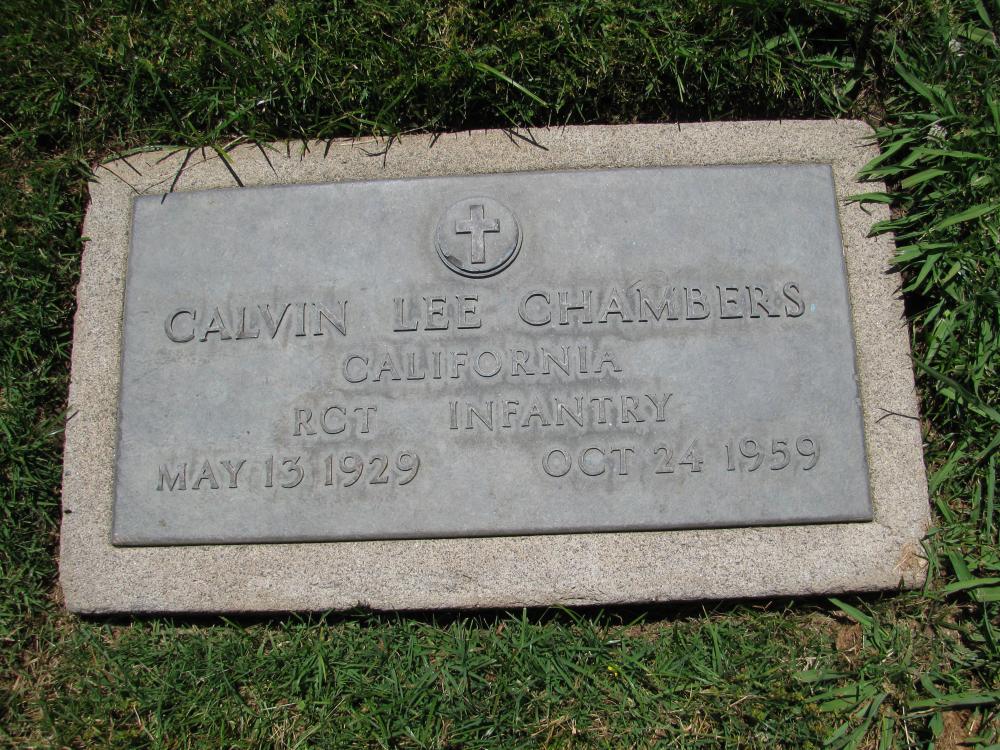 CALVIN LEE CHAMBERS
CALIFORNIA
RCT INFANTRY
MAY 13 1929 OCT 24 1959